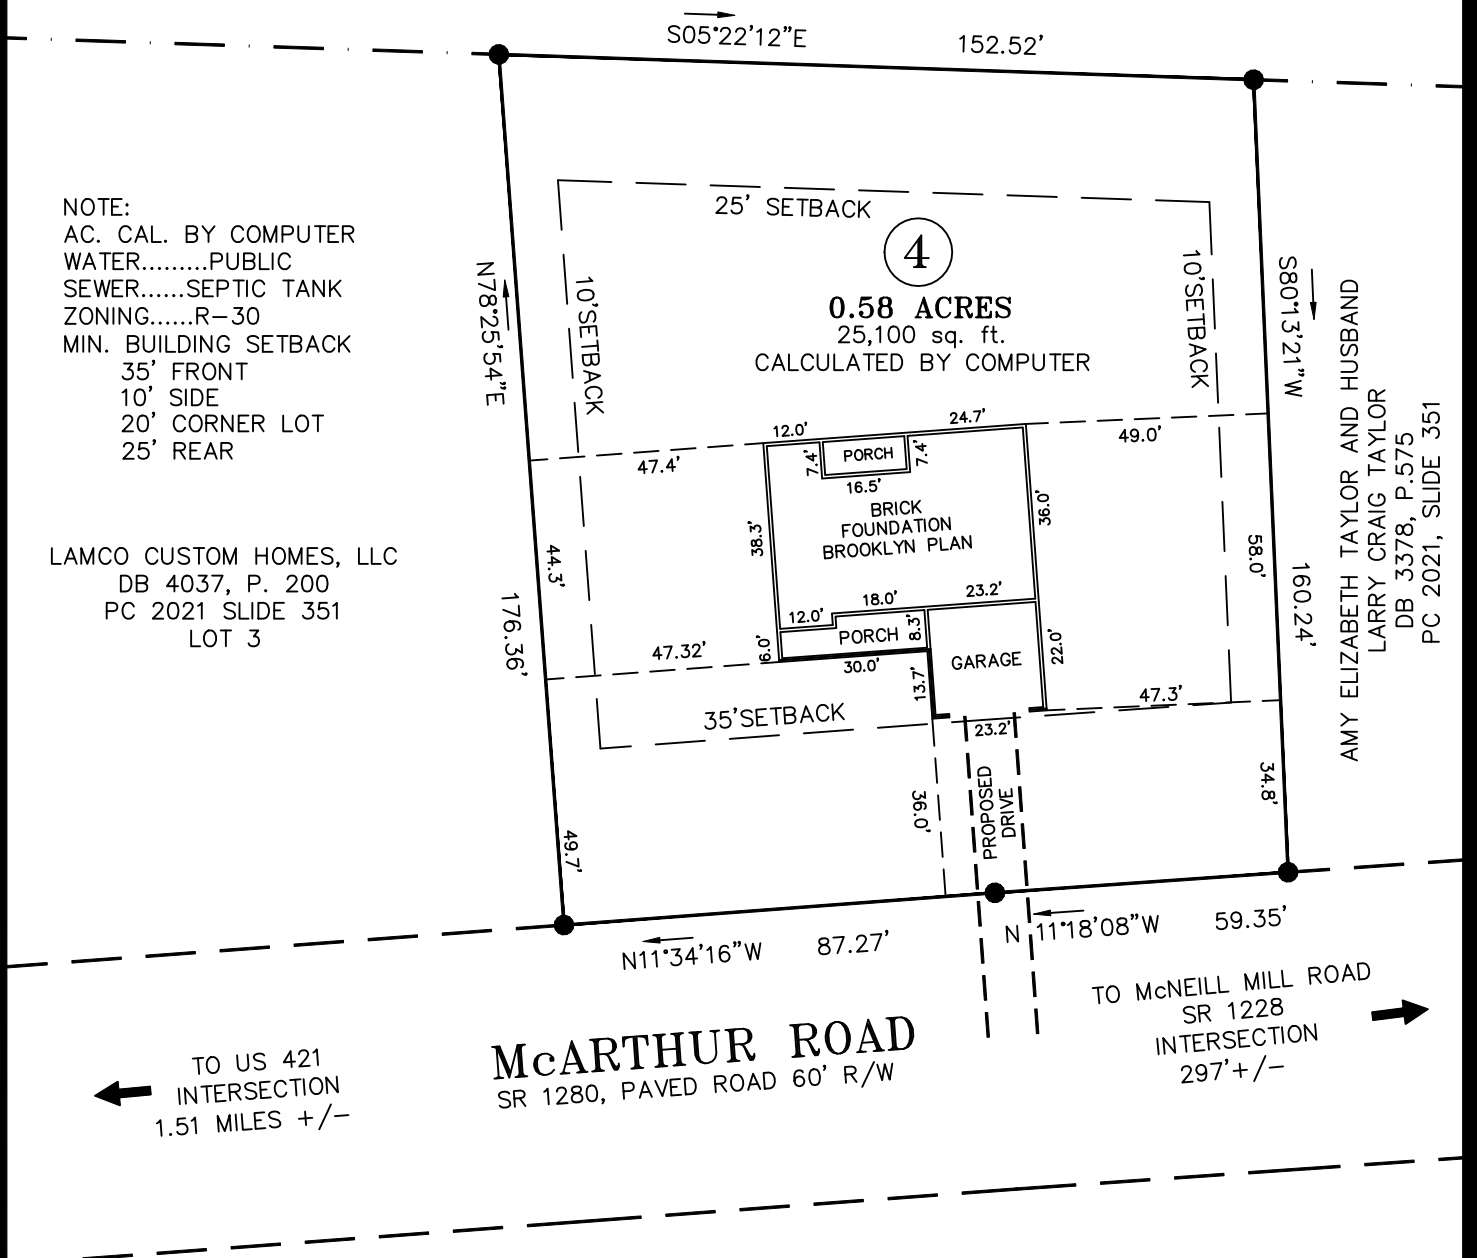 S05°22'12"E 152.52'
NOTE:
AC. CAL. BY COMPUTER
WATER.........PUBLIC
SEWER......SEPTIC TANK
ZONING......R-30
MIN. BUILDING SETBACK
35' FRONT
10' SIDE
20' CORNER LOT
25' REAR
LAMCO CUSTOM HOMES, LLC
DB 4037, P. 200
PC 2021 SLIDE 351
LOT 3
N78°25'54"E
176.36'
44.3'
49.7'
10'SETBACK
25' SETBACK
4
0.58 ACRES
25,100 sq. ft.
CALCULATED BY COMPUTER
10'SETBACK
S80°13'21"W
160.24'
58.0'
34.8'
AMY ELIZABETH TAYLOR AND HUSBAND
LARRY CRAIG TAYLOR
DB 3378, P.575
PC 2021, SLIDE 351
47.4'
12.0'
24.7'
49.0'
7.4'
PORCH
7.4'
16.5'
38.3'
BRICK
FOUNDATION
BROOKLYN PLAN
36.0'
12.0'
18.0'
23.2'
6.0'
PORCH
8.3'
47.32'
30.0'
13.7'
GARAGE
22.0'
47.3'
35'SETBACK
23.2'
36.0'
PROPOSED
DRIVE
N11°34'16"W 87.27'
N 11°18'08"W 59.35'
McARTHUR ROAD
SR 1280, PAVED ROAD 60' R/W
TO US 421
INTERSECTION
1.51 MILES +/-
TO McNEILL MILL ROAD
SR 1228
INTERSECTION
297'+/-